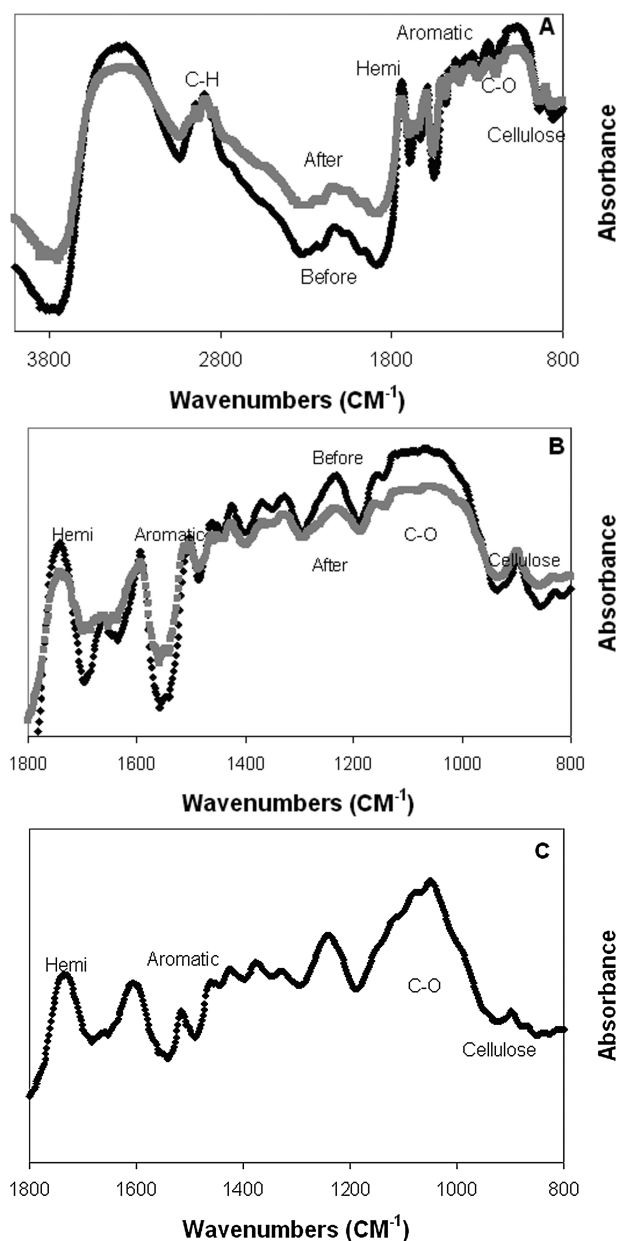 A
Aromatic
C-H
Hemi
C-O
Cellulose
After
Before
Absorbance
3800 2800 1800 800
Wavenumbers (CM-1)
B
Before
Hemi Aromatic
C-O
After
Cellulose
Absorbance
1800 1600 1400 1200 1000 800
Wavenumbers (CM-1)
C
Hemi
Aromatic
C-O
Cellulose
Absorbance
1800 1600 1400 1200 1000 800
Wavenumbers (CM-1)